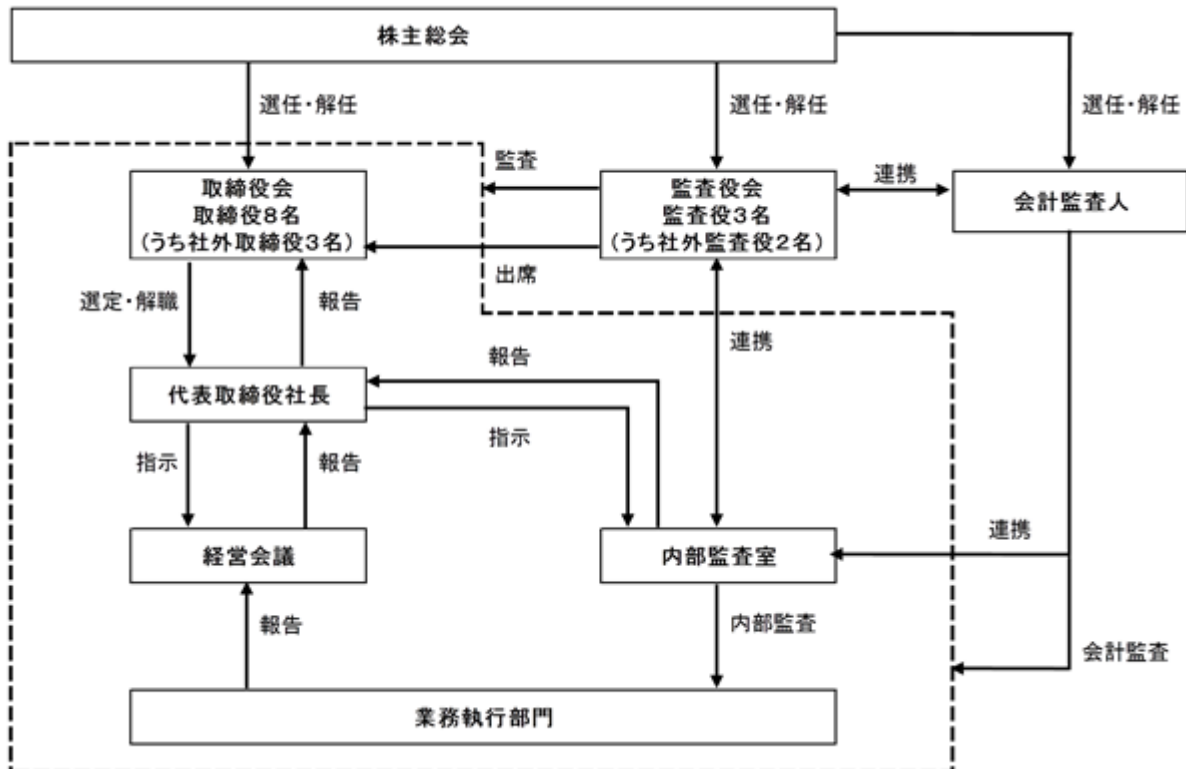 株主総会
選任・解任
選任・解任
選任・解任
監査
取締役会
取締役8名
(うち社外取締役3名)
監査役会
監査役3名
(うち社外監査役2名)
連携
会計監査人
出席
選定・解職
報告
連携
報告
代表取締役社長
指示
指示
報告
経営会議
内部監査室
連携
報告
内部監査
会計監査
業務執行部門